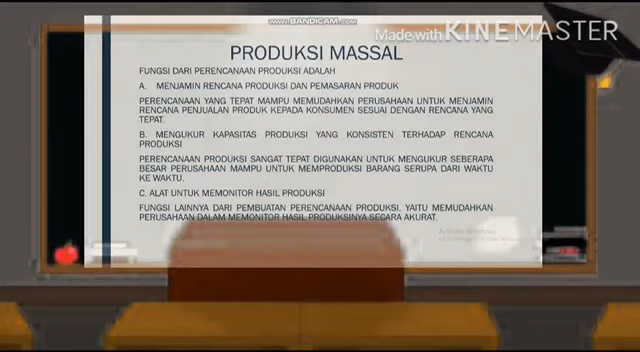 WWW.BANDICAM.COM
Made with KINEMASTER
PRODUKSI MASSAL
FUNGSI DARI PERENCANAAN PRODUKSI ADALAH
A. MENJAMIN RENCANA PRODUKSI DAN PEMASARAN PRODUK
PERENCANAAN YANG TEPAT MAMPU MEMUDAHKAN PERUSAHAAN UNTUK MENJAMIN
RENCANA PENJUALAN PRODUK KEPADA KONSUMEN SESUAI DENGAN RENCANA YANG
TEPAT.
B. MENGUKUR KAPASITAS PRODUKSI YANG KONSISTEN TERHADAP RENCANA
PRODUKSI
PERENCANAAN PRODUKSI SANGAT TEPAT DIGUNAKAN UNTUK MENGUKUR SEBERAPA
BESAR PERUSAHAAN MAMPU UNTUK MEMPRODUKSI BARANG SERUPA DARI WAKTU
KE WAKTU.
C. ALAT UNTUK MEMONITOR HASIL PRODUKSI
FUNGSI LAINNYA DARI PEMBUATAN PERENCANAAN PRODUKSI, YAITU MEMUDAHKAN
PERUSAHAAN DALAM MEMONITOR HASIL PRODUKSINYA SECARA AKURAT.
Activate Windows